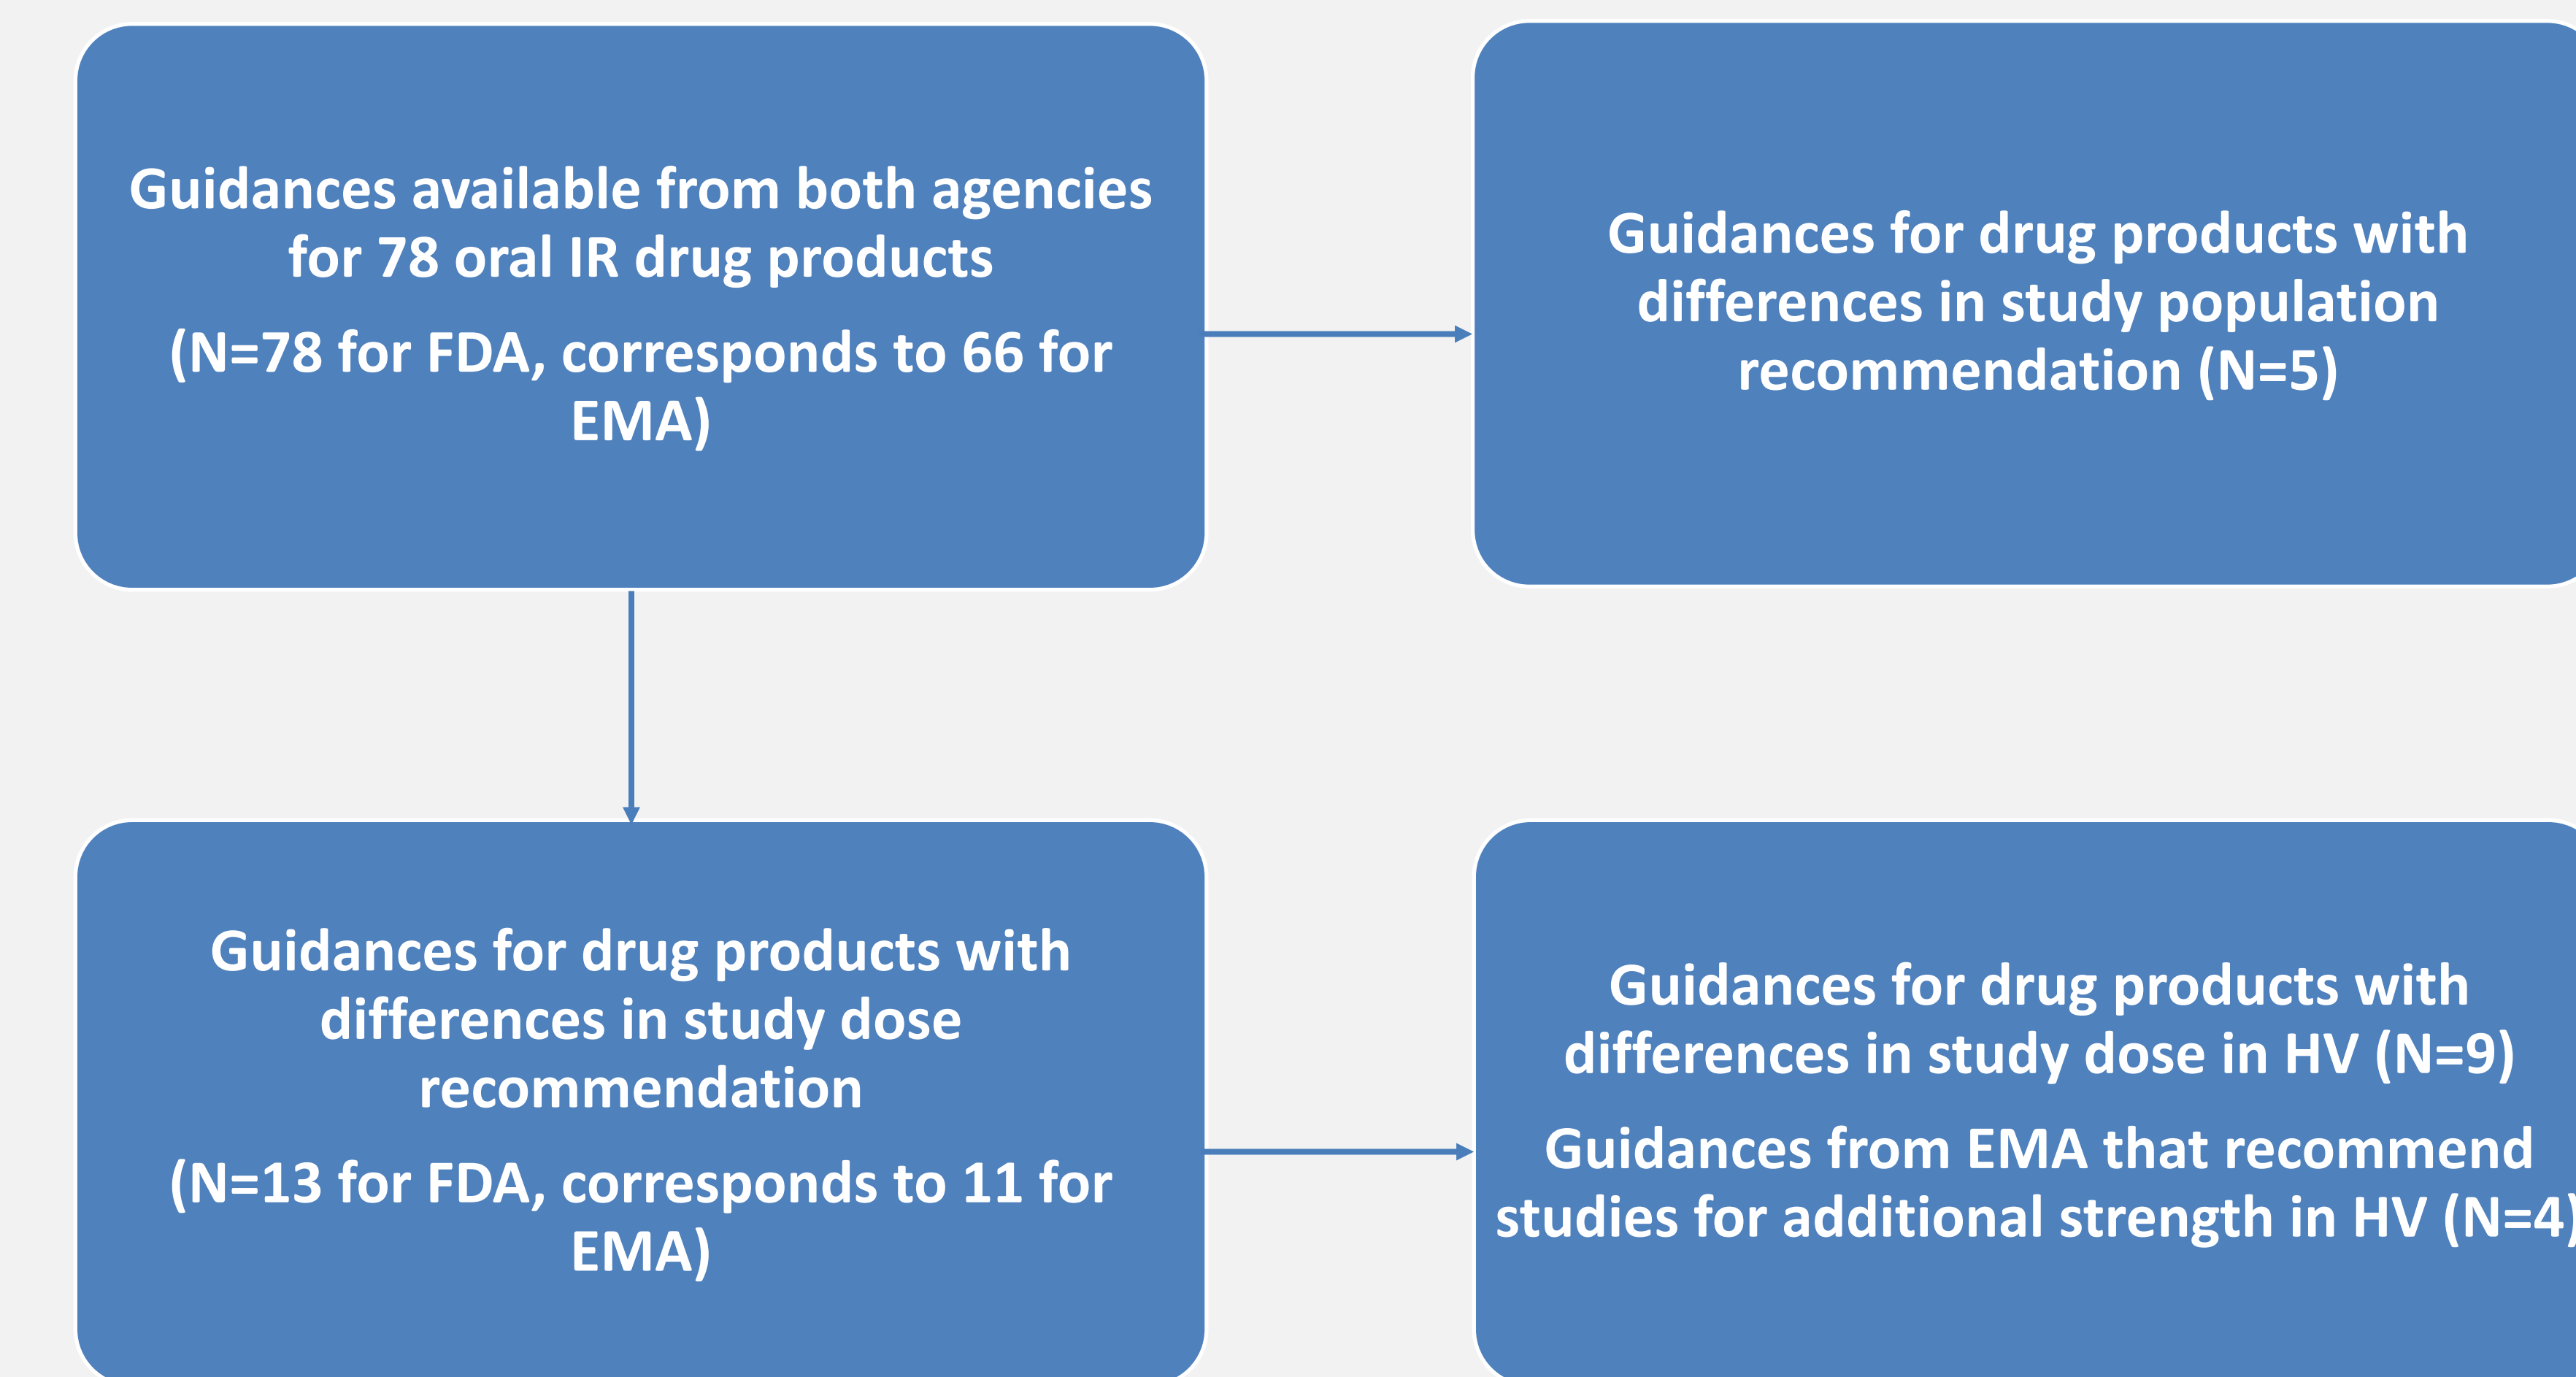 Guidances available from both agencies
for 78 oral IR drug products
(N=78 for FDA, corresponds to 66 for
EMA)
Guidances for drug products with
differences in study population
recommendation (N=5)
Guidances for drug products with
differences in study dose
recommendation
(N=13 for FDA, corresponds to 11 for
EMA)
Guidances for drug products with
differences in study dose in HV (N=9)
Guidances from EMA that recommend
studies for additional strength in HV (N=4)